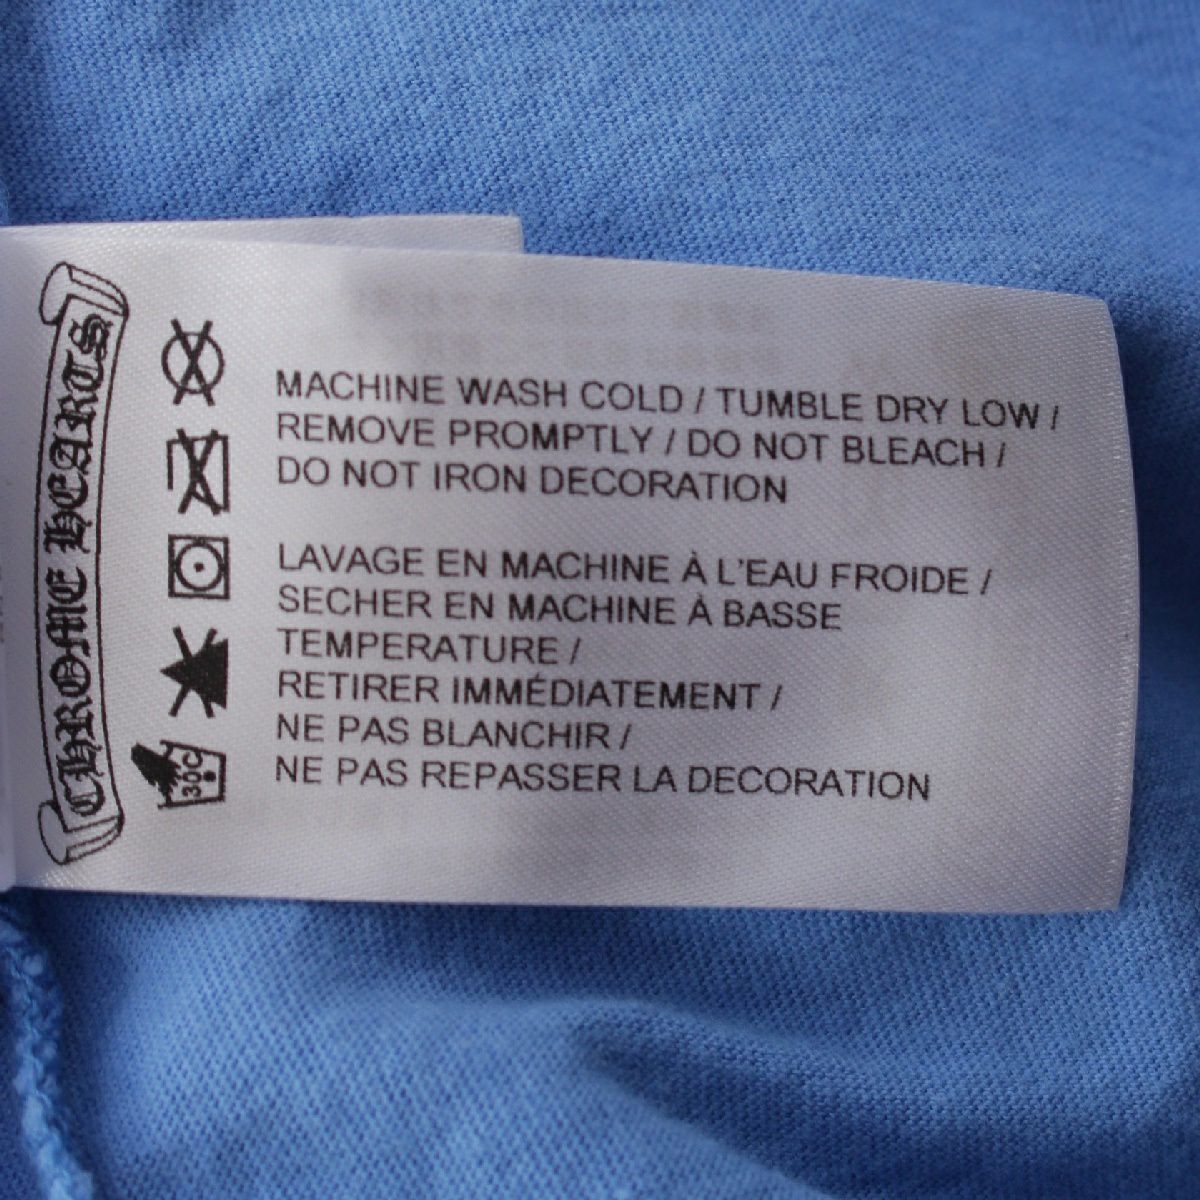 CHROME HEARTS
MACHINE WASH COLD / TUMBLE DRY LOW /
REMOVE PROMPTLY / DO NOT BLEACH /
DO NOT IRON DECORATION
LAVAGE EN MACHINE À L'EAU FROIDE /
SECHER EN MACHINE À BASSE
TEMPERATURE /
RETIRER IMMÉDIATEMENT /
NE PAS BLANCHIR /
NE PAS REPASSER LA DECORATION
30C